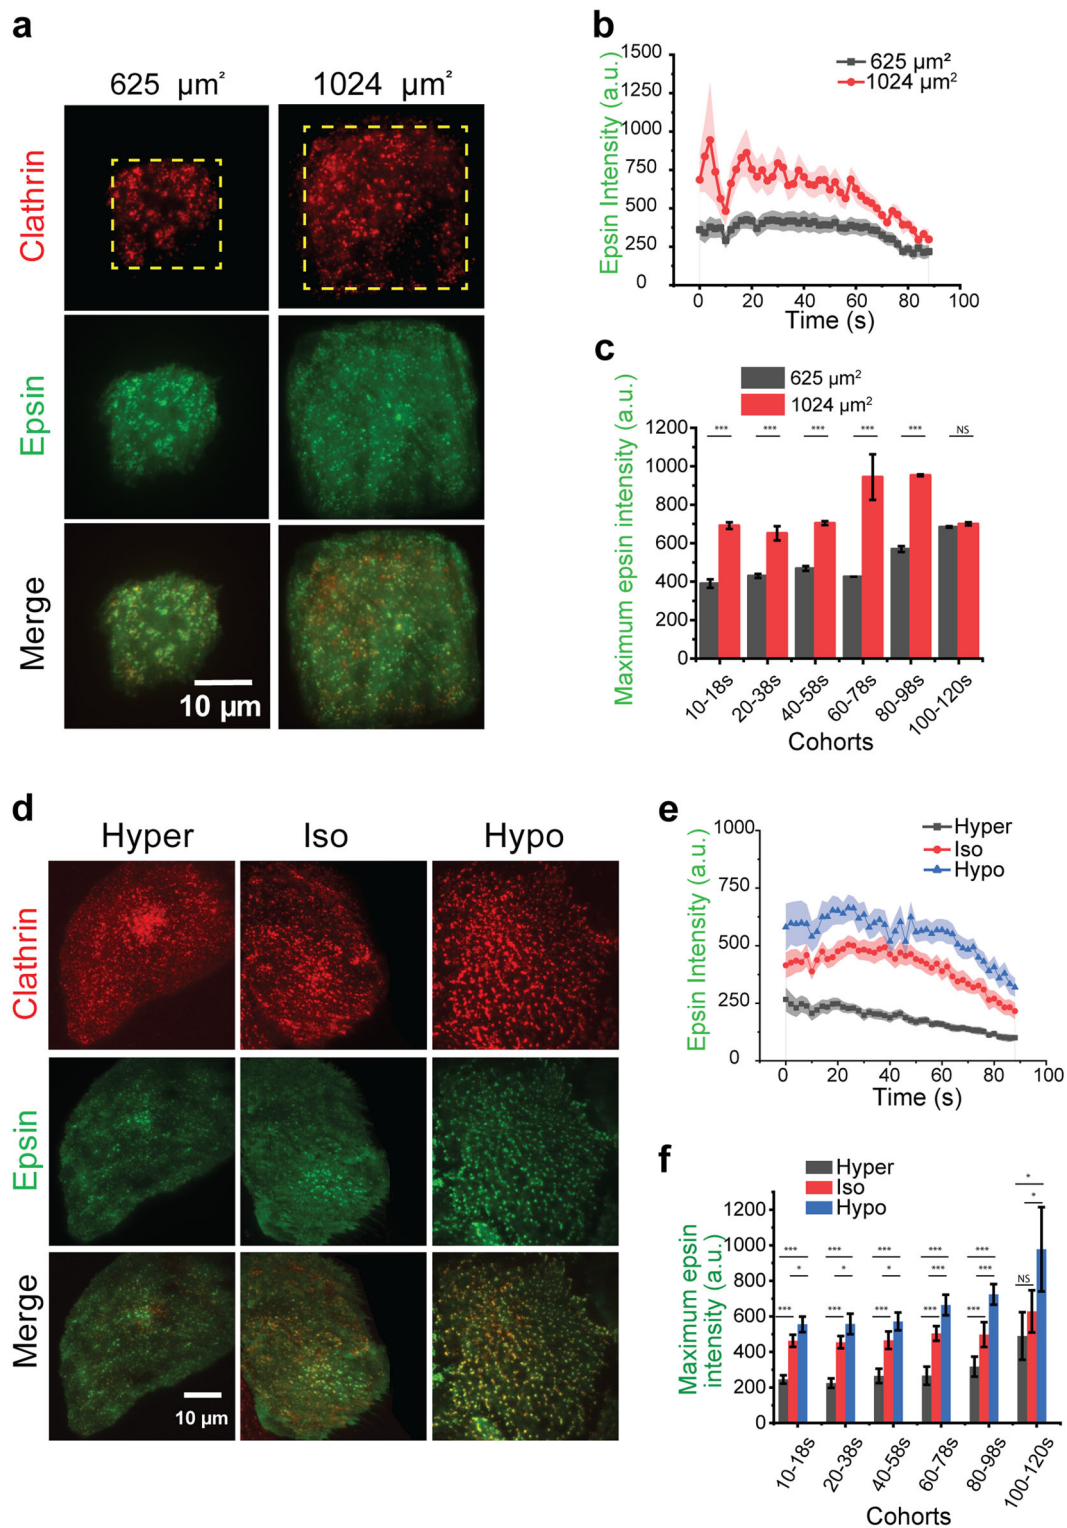 a
625 µm²
1024 µm²
Clathrin
Epsin
Merge
10 µm
b
Epsin Intensity (a.u.)
1500
1250
1000
750
500
250
0
625 µm²
1024 µm²
0 20 40 60 80 100
Time (s)
c
625 µm²
1024 µm²
Maximum epsin intensity (a.u.)
1200
1000
800
600
400
200
0
*** *** *** *** *** NS
10-18s
20-38s
40-58s
60-78s
80-98s
100-120s
Cohorts
d
Hyper Iso Hypo
Clathrin
Epsin
Merge
10 µm
e
Epsin Intensity (a.u.)
1000
750
500
250
0
Hyper
Iso
Hypo
0 20 40 60 80 100
Time (s)
f
Hyper
Iso
Hypo
Maximum epsin
intensity (a.u.)
1200
1000
800
600
400
200
0
*
*
*** *** *** *** ***
* * * *** *** NS
*** *** *** *** ***
10-18s
20-38s
40-58s
60-78s
80-98s
100-120s
Cohorts